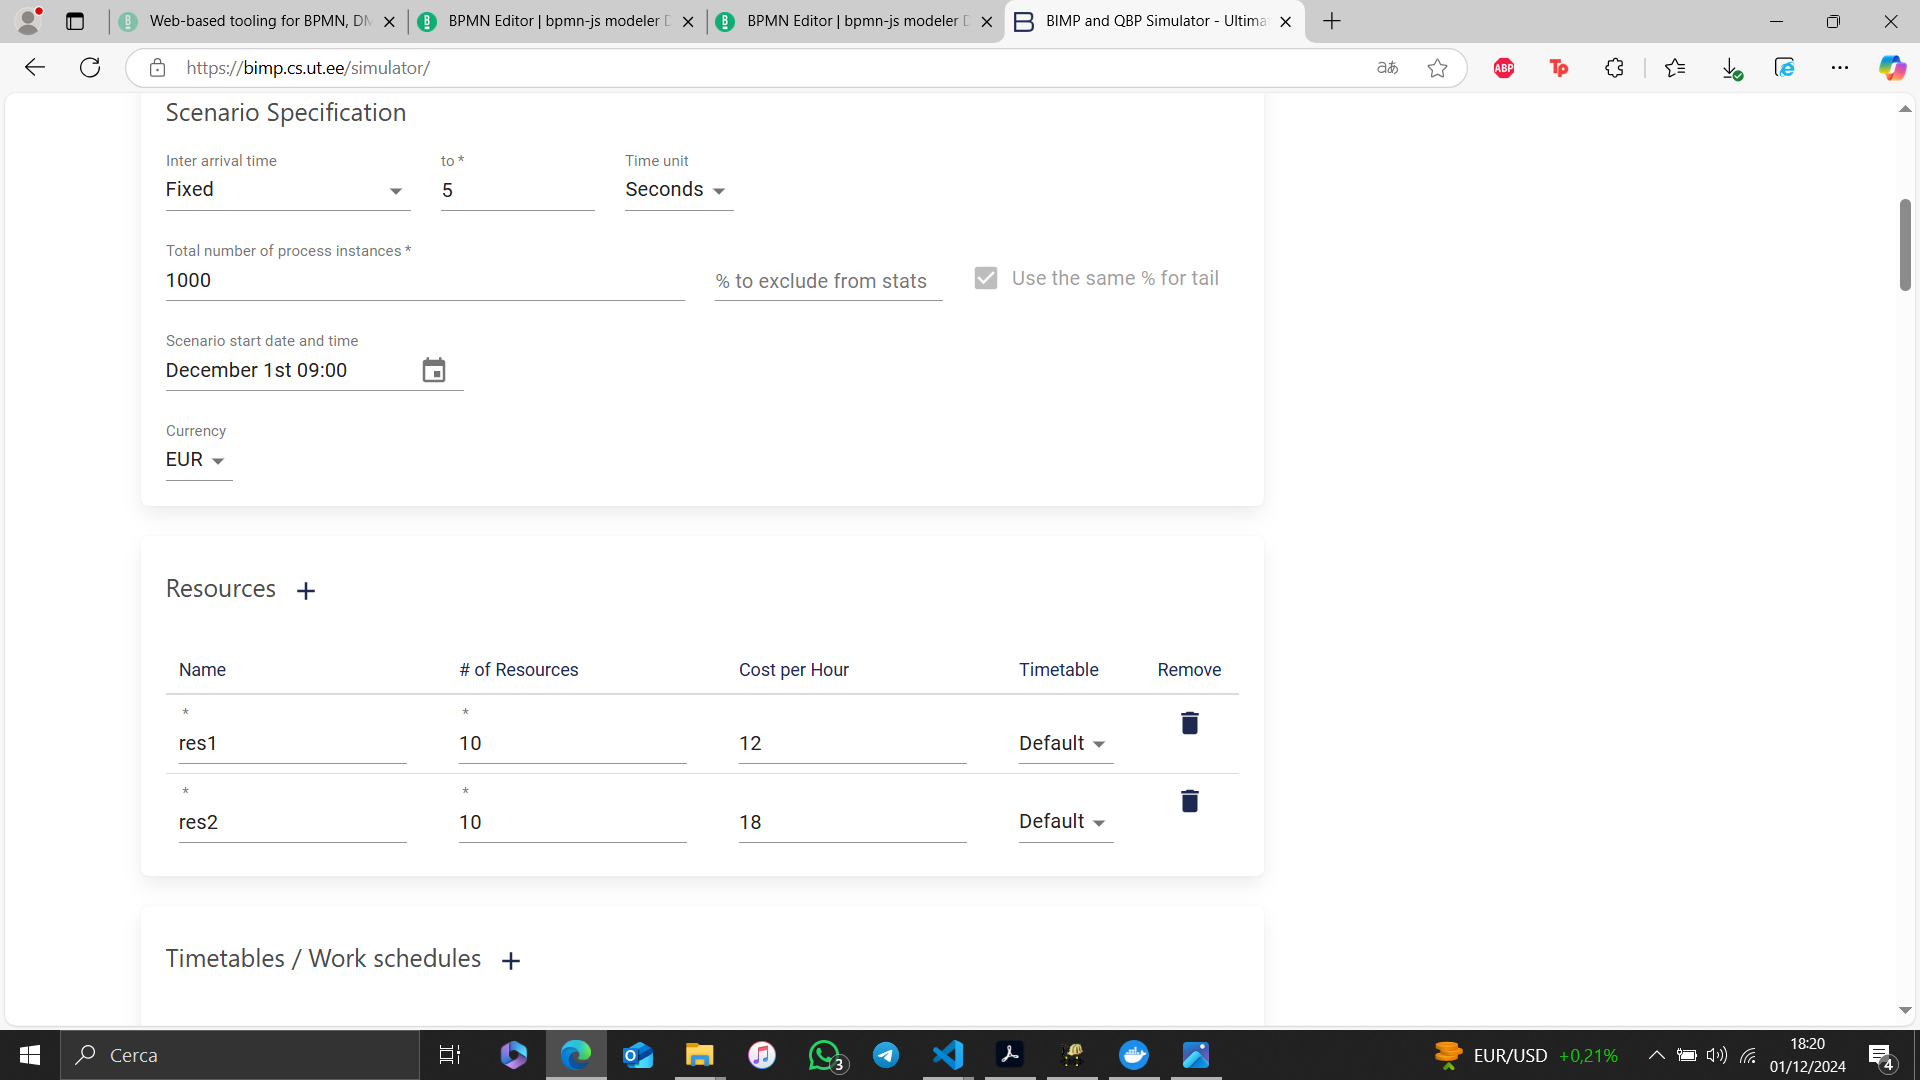 Web-based tooling for BPMN, DM
BPMN Editor | bpmn-js modeler D
BPMN Editor | bpmn-js modeler D
BIMP and QBP Simulator - Ultima
https://bimp.cs.ut.ee/simulator/
aあ
ABP
Tp
Scenario Specification
Inter arrival time
to *
Time unit
Fixed
5
Seconds
Total number of process instances *
1000
% to exclude from stats
Use the same % for tail
Scenario start date and time
December 1st 09:00
Currency
EUR
Resources +
Name
# of Resources
Cost per Hour
Timetable
Remove
*
*
res1
10
12
Default
*
*
res2
10
18
Default
Timetables / Work schedules +
Cerca
3
EUR/USD +0,21%
18:20
01/12/2024
4